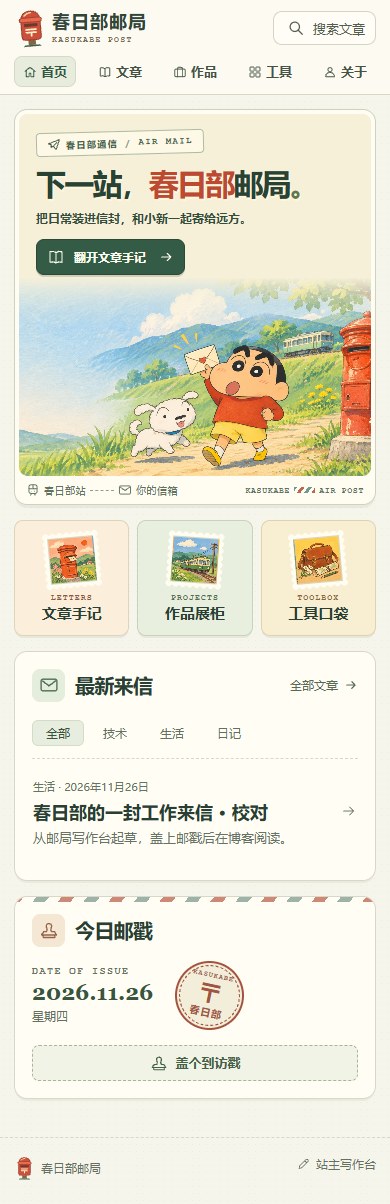 春日部邮局
KASUKABE POST
搜索文章
首页 文章 作品 工具 关于
春日部通信 / AIR MAIL
下一站，春日部邮局。
把日常装进信封，和小新一起寄给远方。
翻开文章手记 →
春日部站 ----- 你的信箱
KASUKABE AIR POST
LETTERS
文章手记
PROJECTS
作品展柜
TOOLBOX
工具口袋
最新来信
全部文章 →
全部 技术 生活 日记
生活 · 2026年11月26日
春日部的一封工作来信 · 校对 →
从邮局写作台起草，盖上邮戳后在博客阅读。
今日邮戳
DATE OF ISSUE
2026.11.26
星期四
KASUKABE
〒
春日部
盖个到访戳
春日部邮局
站主写作台